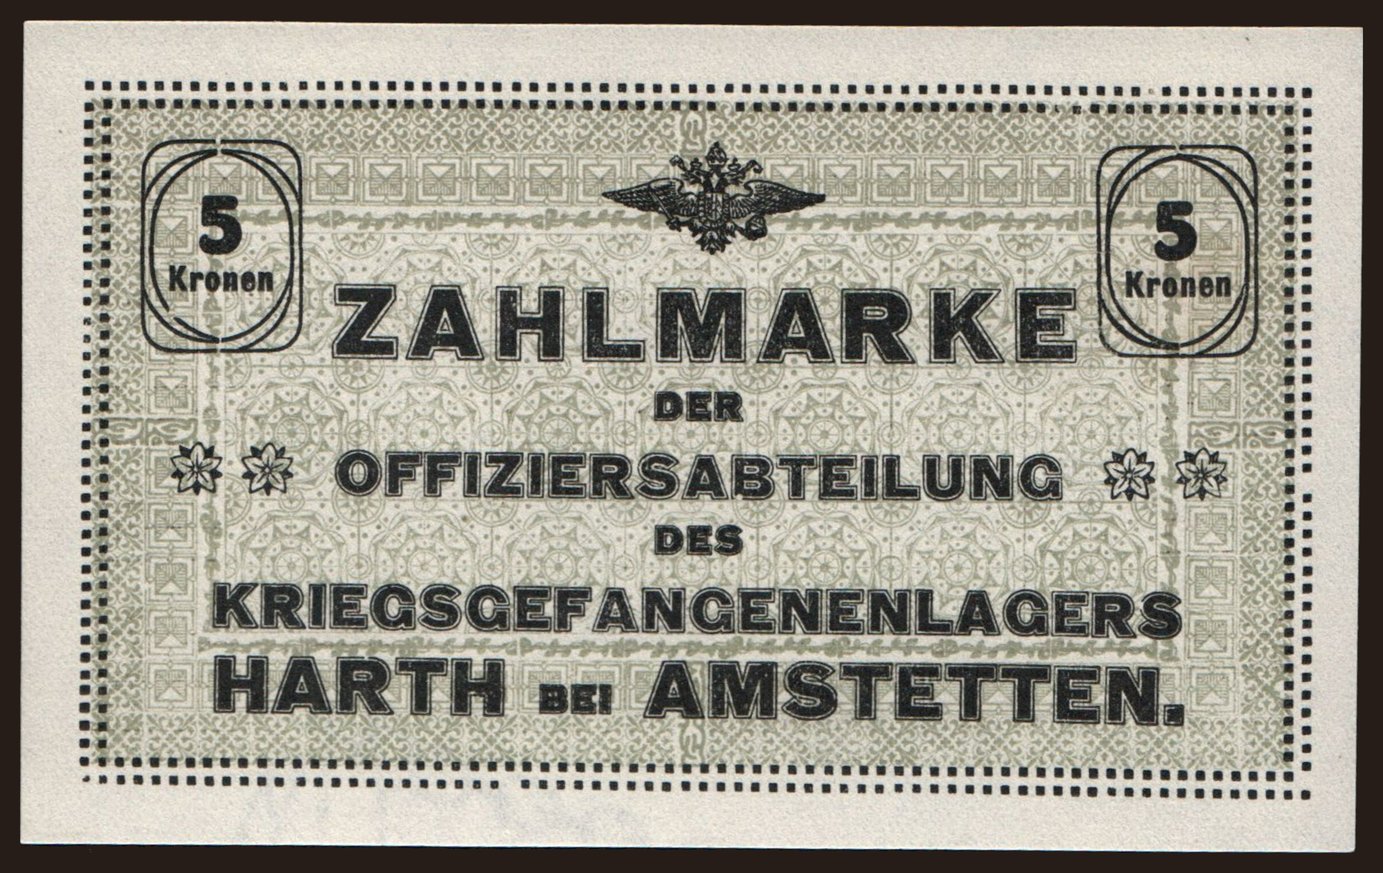 5
Kronen
5
Kronen
ZAHLMARKE
DER
OFFIZIERSABTEILUNG
DES
KRIEGSGEFANGENENLAGERS
HARTH BEI AMSTETTEN.